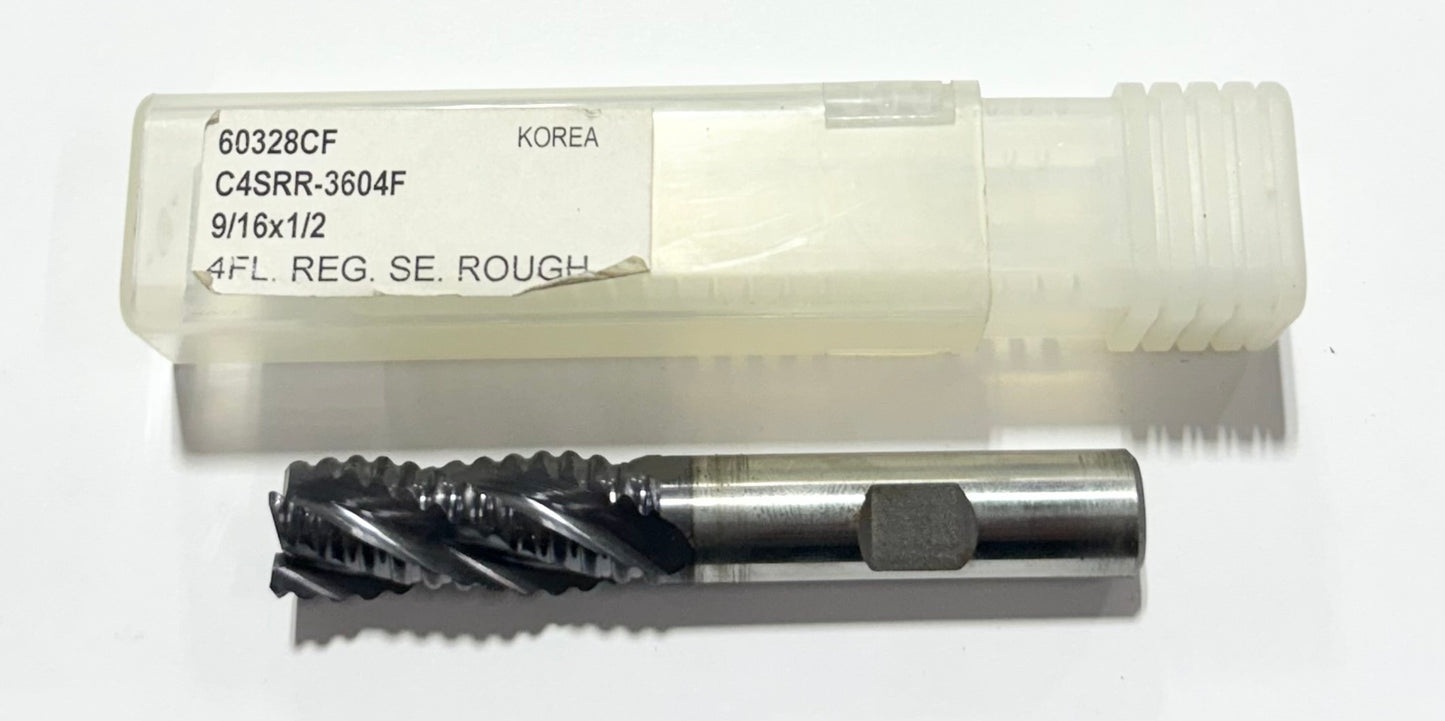 60328CF KOREA
C4SRR-3604F
9/16x1/2
4FL. REG. SE. ROUGH